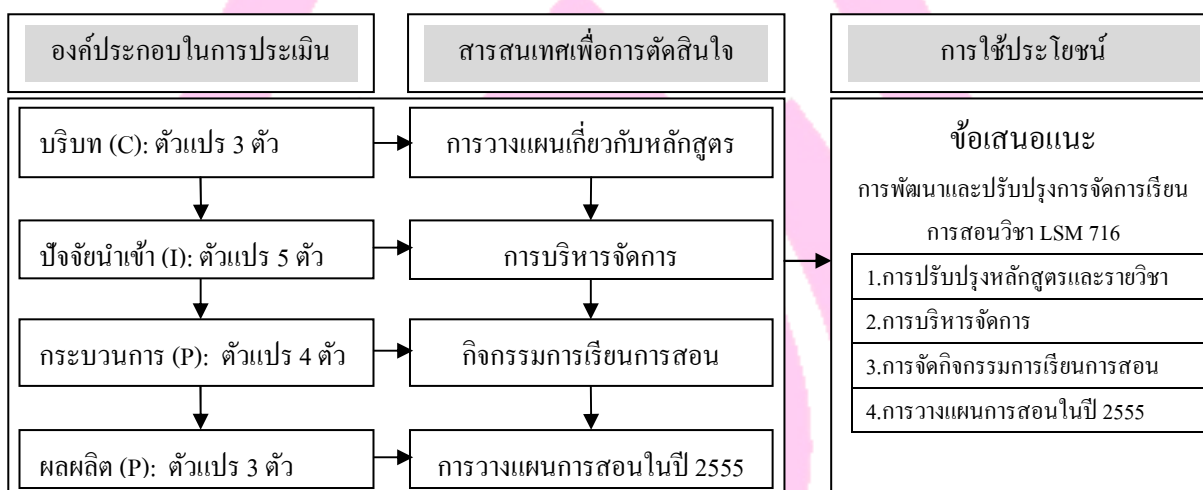 องค์ประกอบในการประเมิน
สารสนเทศเพื่อการตัดสินใจ
การใช้ประโยชน์
บริบท (C): ตัวแปร 3 ตัว
การวางแผนเกี่ยวกับหลักสูตร
ปัจจัยนำเข้า (I): ตัวแปร 5 ตัว
การบริหารจัดการ
กระบวนการ (P): ตัวแปร 4 ตัว
กิจกรรมการเรียนการสอน
ผลผลิต (P): ตัวแปร 3 ตัว
การวางแผนการสอนในปี 2555
ข้อเสนอแนะ
การพัฒนาและปรับปรุงการจัดการเรียน
การสอนวิชา LSM 716
1.การปรับปรุงหลักสูตรและรายวิชา
2.การบริหารจัดการ
3.การจัดกิจกรรมการเรียนการสอน
4.การวางแผนการสอนในปี 2555